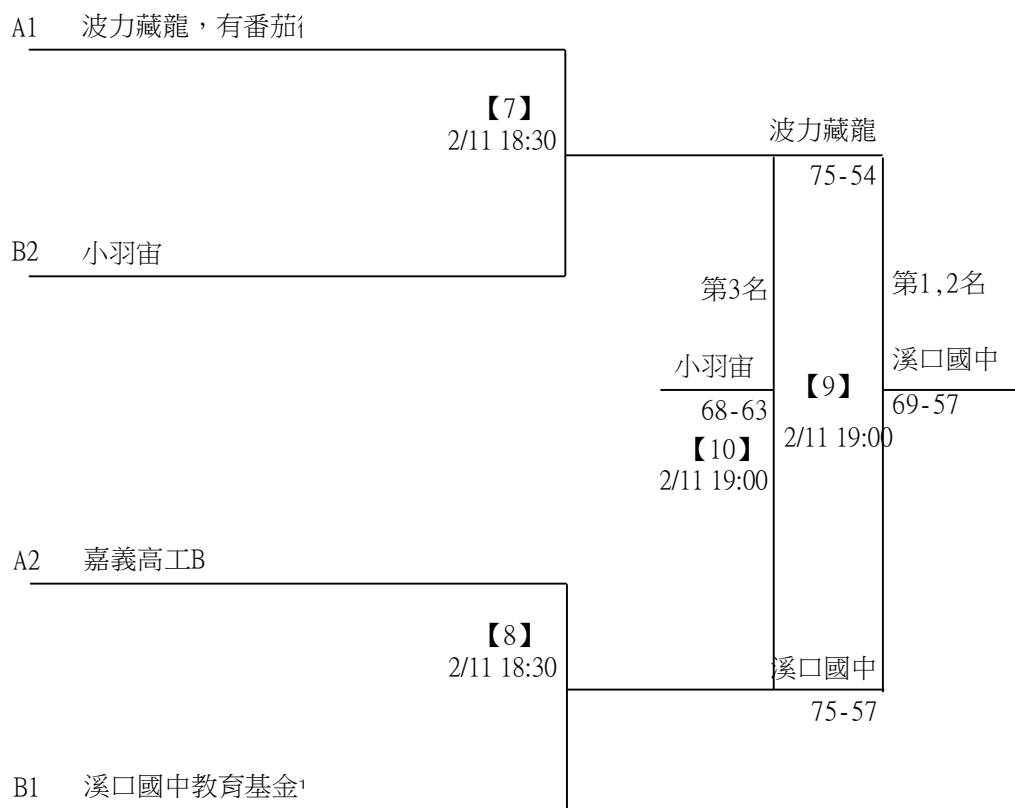 A1 波力藏龍，有番茄
【7】
2/11 18:30
波力藏龍
75-54
B2 小羽宙
第3名
第1,2名
小羽宙
68-63
【10】
2/11 19:00
【9】
2/11 19:00
溪口國中
69-57
A2 嘉義高工B
【8】
2/11 18:30
溪口國中
75-57
B1 溪口國中教育基金